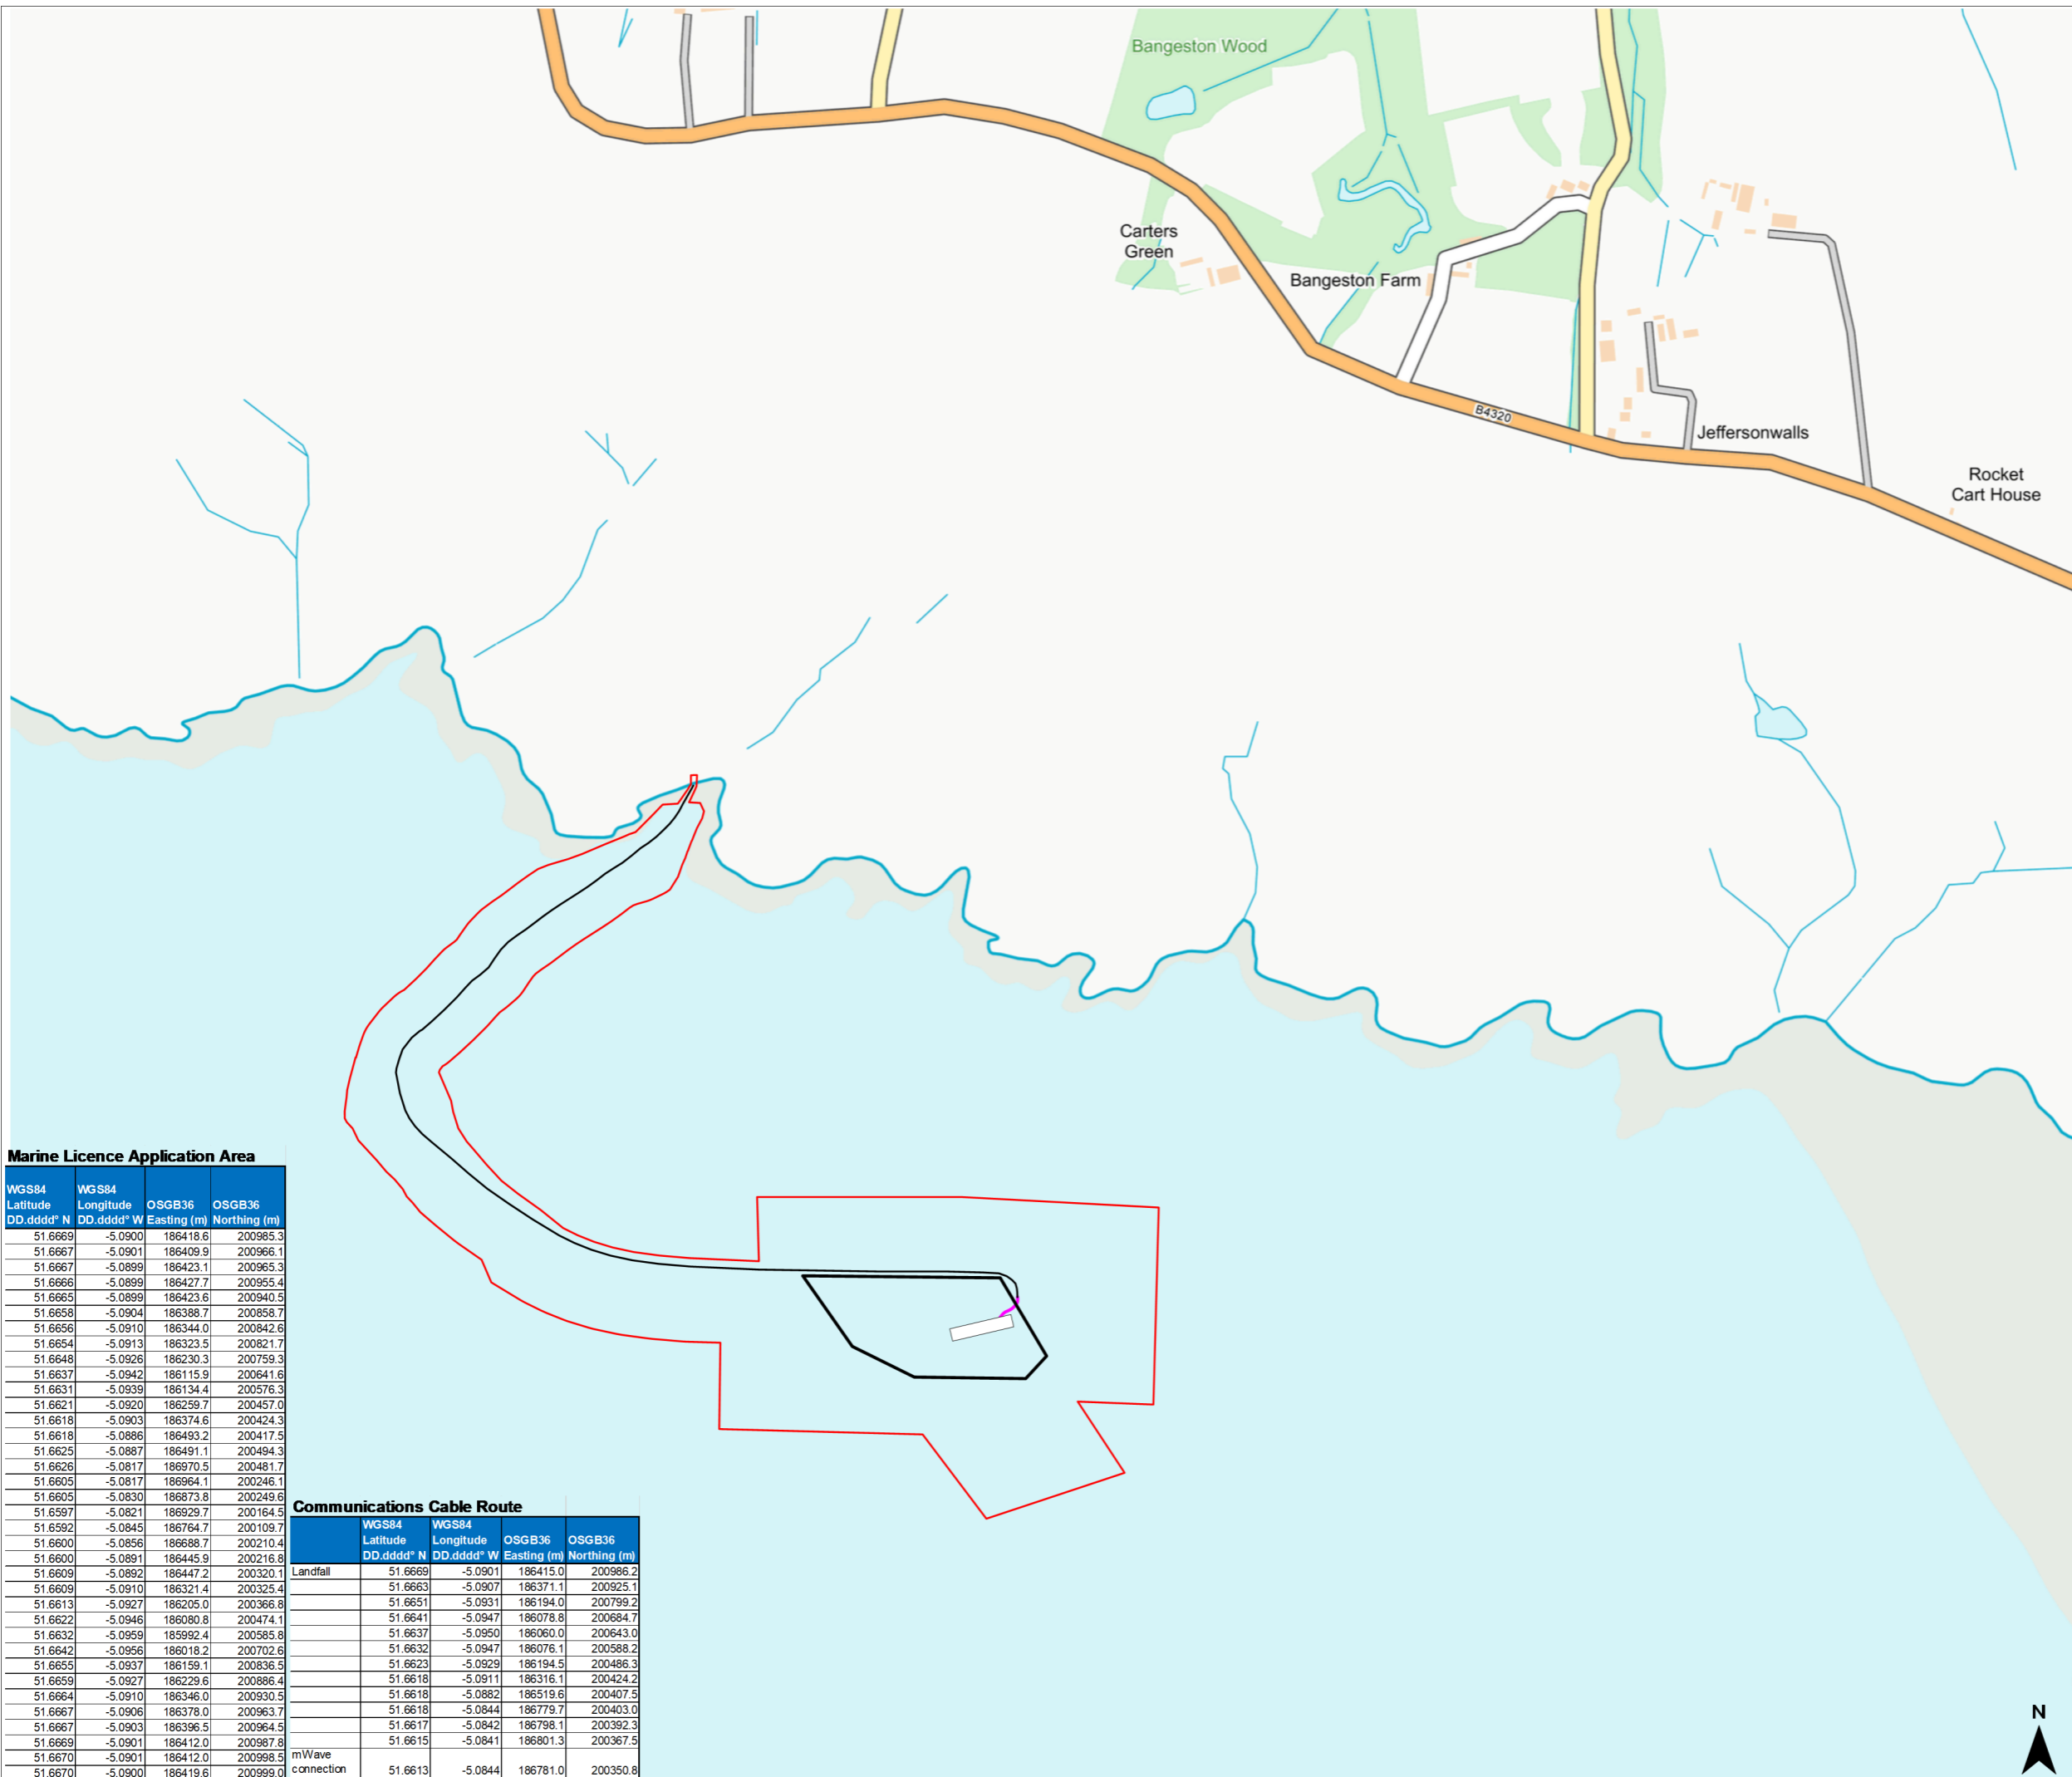 Bangeston Wood
Carters
Green
Bangeston Farm
B4320
Jeffersonwalls
Rocket
Cart House
Marine Licence Application Area
WGS84 Latitude DD.dddd° N WGS84 Longitude DD.dddd° W OSGB36 Easting (m) OSGB36 Northing (m)
51.6669 -5.0900 186418.6 200985.3
51.6667 -5.0901 186409.9 200966.1
51.6667 -5.0899 186423.1 200965.3
51.6666 -5.0899 186427.7 200955.4
51.6665 -5.0899 186423.6 200940.5
51.6658 -5.0904 186388.7 200858.7
51.6656 -5.0910 186344.0 200842.6
51.6654 -5.0913 186323.5 200821.7
51.6648 -5.0926 186230.3 200759.3
51.6637 -5.0942 186115.9 200641.6
51.6631 -5.0939 186134.4 200576.3
51.6621 -5.0920 186259.7 200457.0
51.6618 -5.0903 186374.6 200424.3
51.6618 -5.0886 186493.2 200417.5
51.6625 -5.0887 186491.1 200494.3
51.6626 -5.0817 186970.5 200481.7
51.6605 -5.0817 186964.1 200246.1
51.6605 -5.0830 186873.8 200249.6
51.6597 -5.0821 186929.7 200164.5
51.6592 -5.0845 186764.7 200109.7
51.6600 -5.0856 186688.7 200210.4
51.6600 -5.0891 186445.9 200216.8
51.6609 -5.0892 186447.2 200320.1
51.6609 -5.0910 186321.4 200325.4
51.6613 -5.0927 186205.0 200366.8
51.6622 -5.0946 186080.8 200474.1
51.6632 -5.0959 185992.4 200585.8
51.6642 -5.0956 186018.2 200702.6
51.6655 -5.0937 186159.1 200836.5
51.6659 -5.0927 186229.6 200886.4
51.6664 -5.0910 186346.0 200930.5
51.6667 -5.0906 186378.0 200963.7
51.6667 -5.0903 186396.5 200964.5
51.6669 -5.0901 186412.0 200987.8
51.6670 -5.0901 186412.0 200998.5
51.6670 -5.0900 186419.6 200999.0
Communications Cable Route
WGS84 Latitude DD.dddd° N WGS84 Longitude DD.dddd° W OSGB36 Easting (m) OSGB36 Northing (m)
Landfall 51.6669 -5.0901 186415.0 200986.2
51.6663 -5.0907 186371.1 200925.1
51.6651 -5.0931 186194.0 200799.2
51.6641 -5.0947 186078.8 200684.7
51.6637 -5.0950 186060.0 200643.0
51.6632 -5.0947 186076.1 200588.2
51.6623 -5.0929 186194.5 200486.3
51.6618 -5.0911 186316.1 200424.2
51.6618 -5.0882 186519.6 200407.5
51.6618 -5.0844 186779.7 200403.0
51.6617 -5.0842 186798.1 200392.3
51.6615 -5.0841 186801.3 200367.5
mWave
connection 51.6613 -5.0844 186781.0 200350.8
N